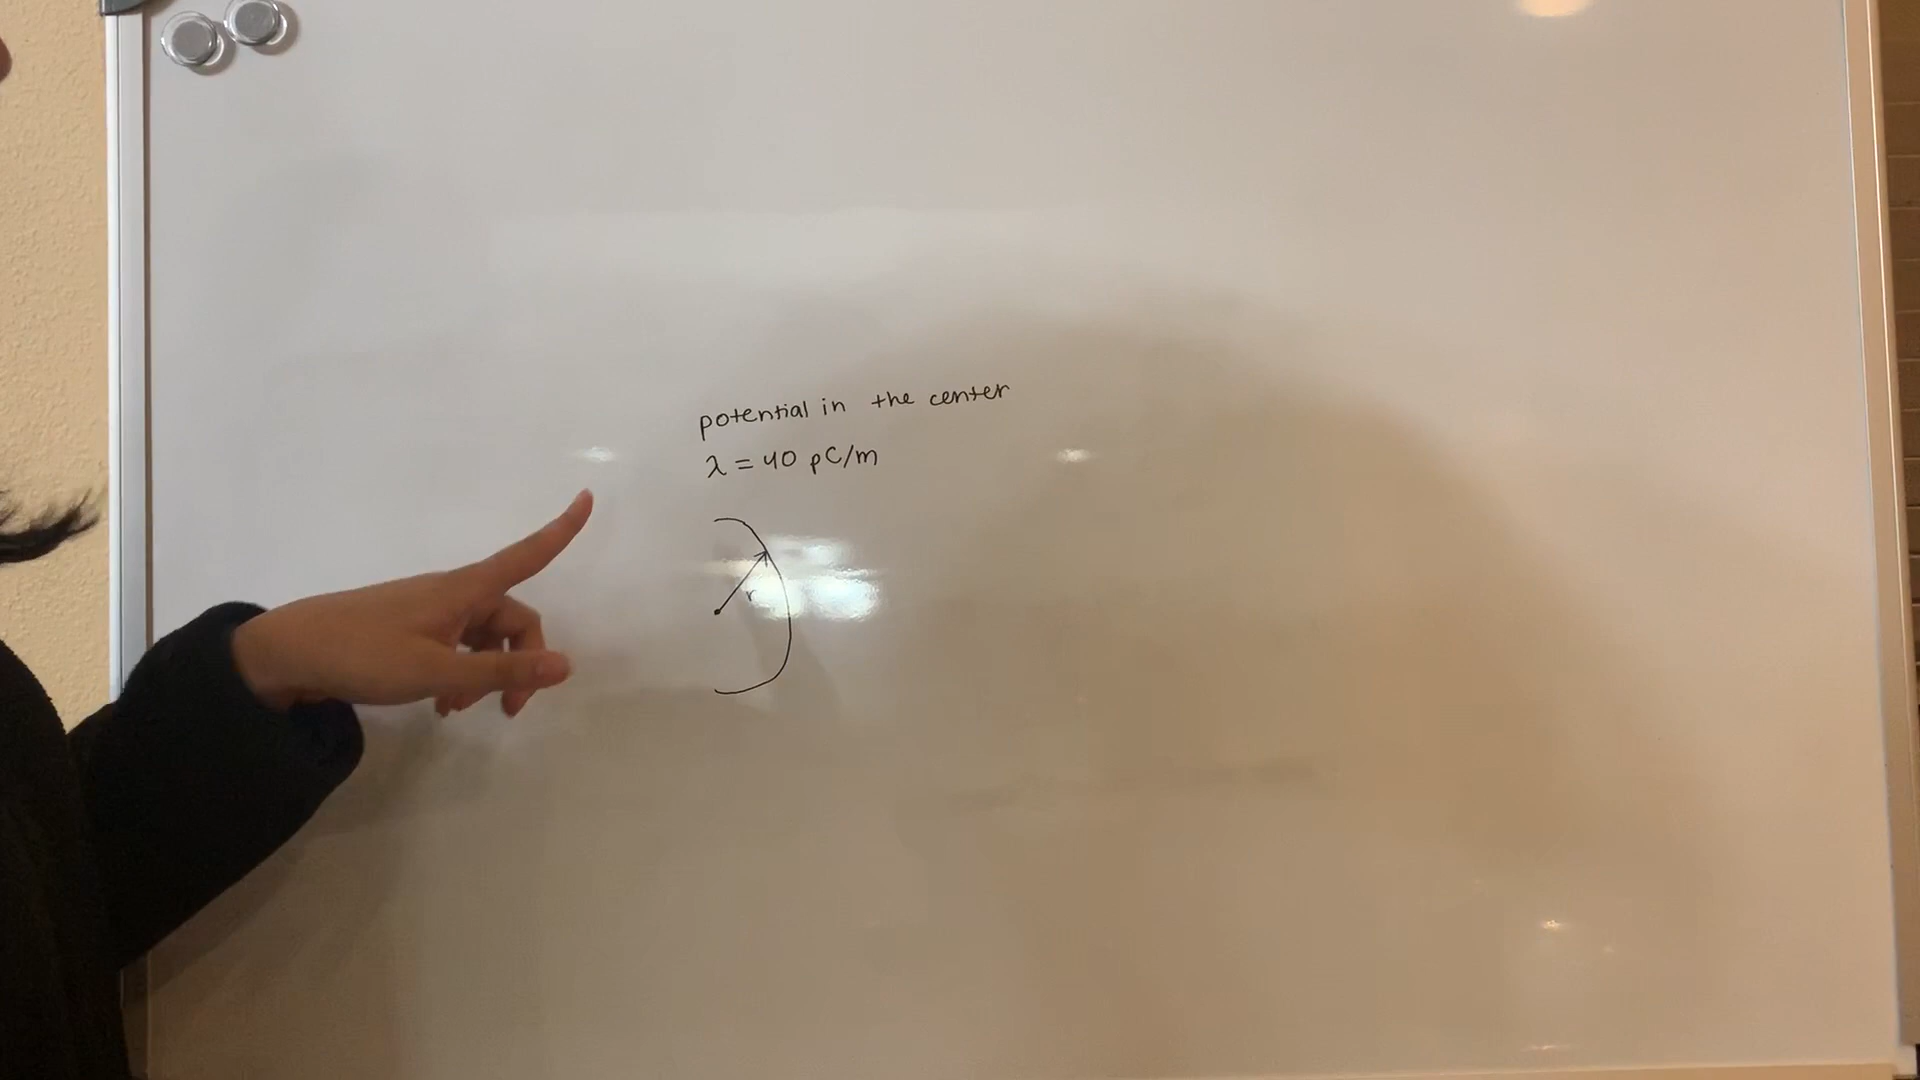 potential in the center
λ = 40 pC/m
r